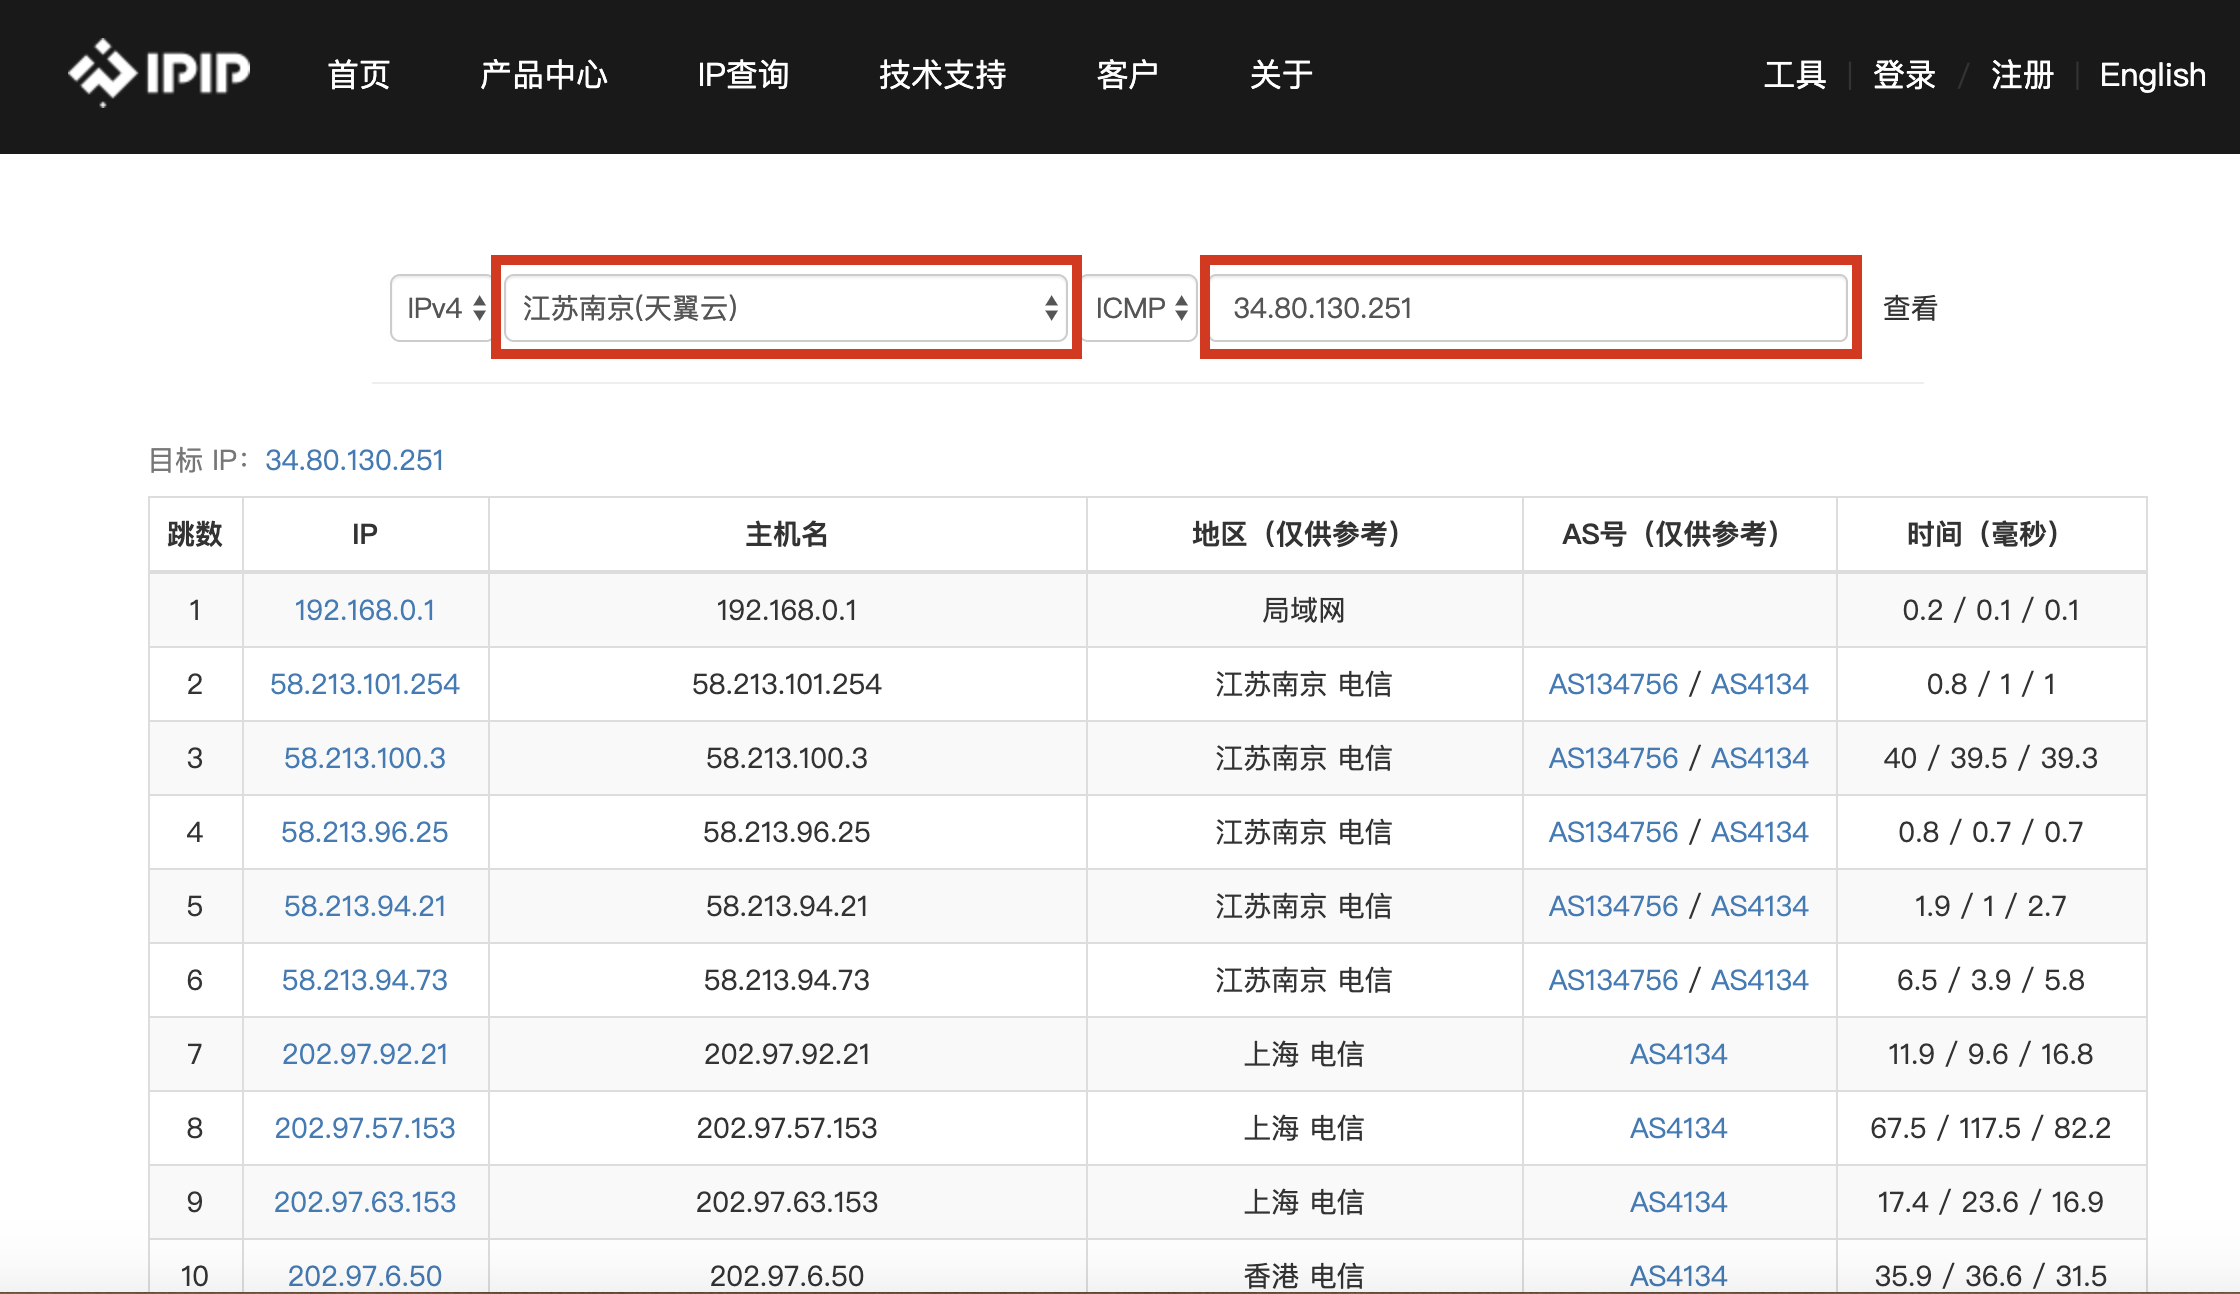 IPIP 首页 产品中心 IP查询 技术支持 客户 关于 工具 | 登录 / 注册 | English
IPv4 江苏南京(天翼云) ICMP 34.80.130.251 查看
目标 IP： 34.80.130.251
跳数 IP 主机名 地区（仅供参考） AS号（仅供参考） 时间（毫秒）
1 192.168.0.1 192.168.0.1 局域网 0.2 / 0.1 / 0.1
2 58.213.101.254 58.213.101.254 江苏南京 电信 AS134756 / AS4134 0.8 / 1 / 1
3 58.213.100.3 58.213.100.3 江苏南京 电信 AS134756 / AS4134 40 / 39.5 / 39.3
4 58.213.96.25 58.213.96.25 江苏南京 电信 AS134756 / AS4134 0.8 / 0.7 / 0.7
5 58.213.94.21 58.213.94.21 江苏南京 电信 AS134756 / AS4134 1.9 / 1 / 2.7
6 58.213.94.73 58.213.94.73 江苏南京 电信 AS134756 / AS4134 6.5 / 3.9 / 5.8
7 202.97.92.21 202.97.92.21 上海 电信 AS4134 11.9 / 9.6 / 16.8
8 202.97.57.153 202.97.57.153 上海 电信 AS4134 67.5 / 117.5 / 82.2
9 202.97.63.153 202.97.63.153 上海 电信 AS4134 17.4 / 23.6 / 16.9
10 202.97.6.50 202.97.6.50 香港 电信 AS4134 35.9 / 36.6 / 31.5